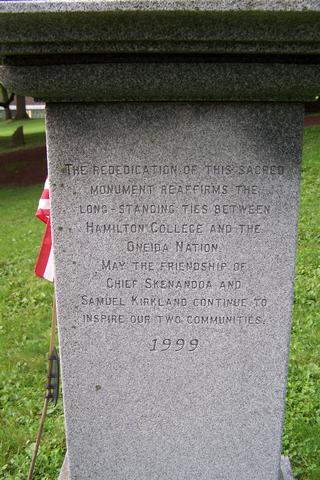 The rededication of this sacred
monument reaffirms the
long-standing ties between
Hamilton College and the
Oneida Nation.
May the friendship of
Chief Skenandoa and
Samuel Kirkland continue to
inspire our two communities.
1999